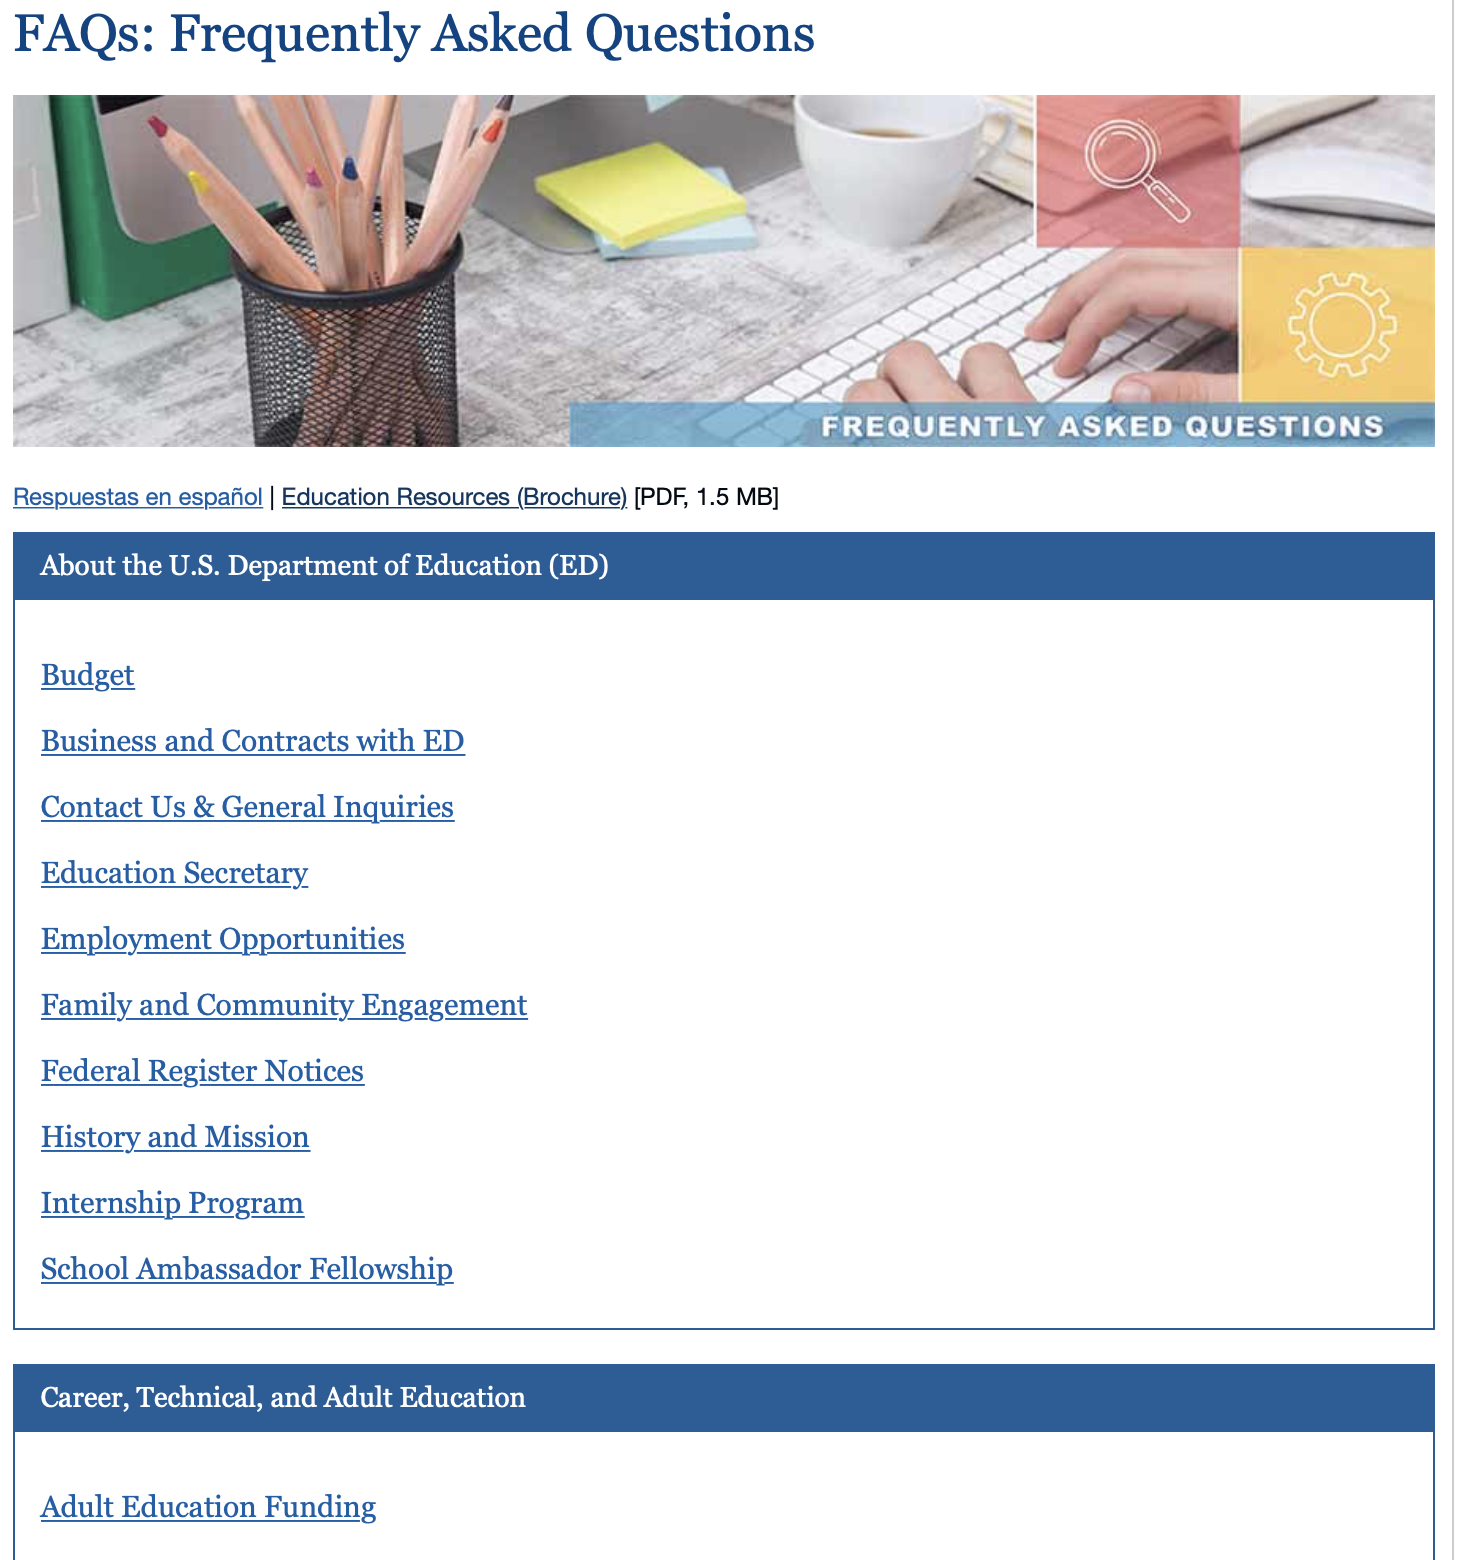 FAQs: Frequently Asked Questions
FREQUENTLY ASKED QUESTIONS
Respuestas en español | Education Resources (Brochure) [PDF, 1.5 MB]
About the U.S. Department of Education (ED)
Budget
Business and Contracts with ED
Contact Us & General Inquiries
Education Secretary
Employment Opportunities
Family and Community Engagement
Federal Register Notices
History and Mission
Internship Program
School Ambassador Fellowship
Career, Technical, and Adult Education
Adult Education Funding